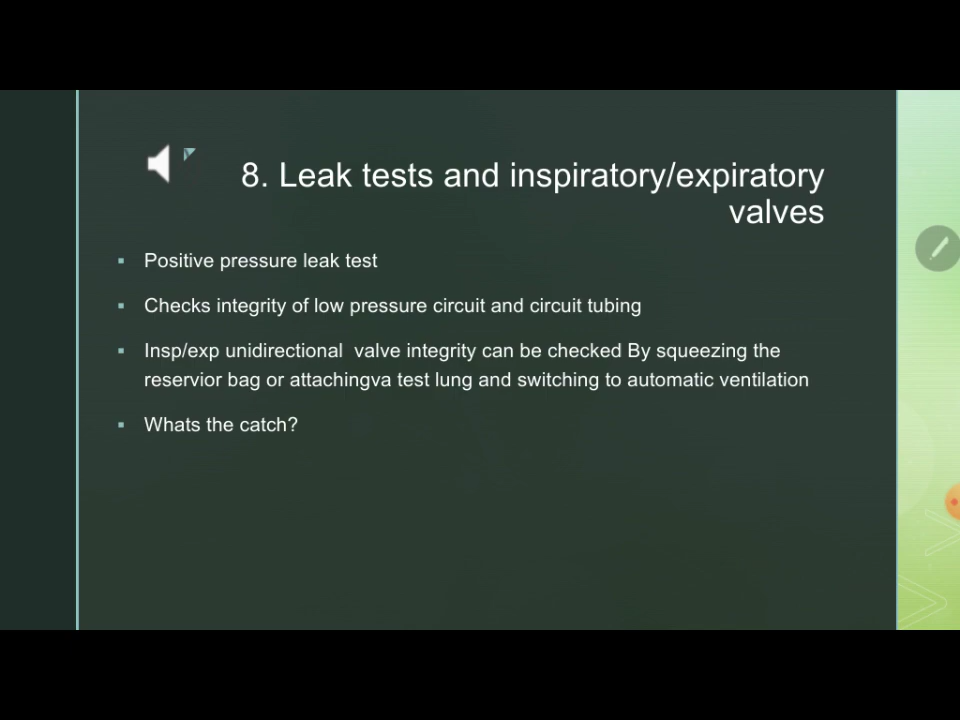 8. Leak tests and inspiratory/expiratory
valves
▪ Positive pressure leak test
▪ Checks integrity of low pressure circuit and circuit tubing
▪ Insp/exp unidirectional  valve integrity can be checked By squeezing the
reservior bag or attachingva test lung and switching to automatic ventilation
▪ Whats the catch?